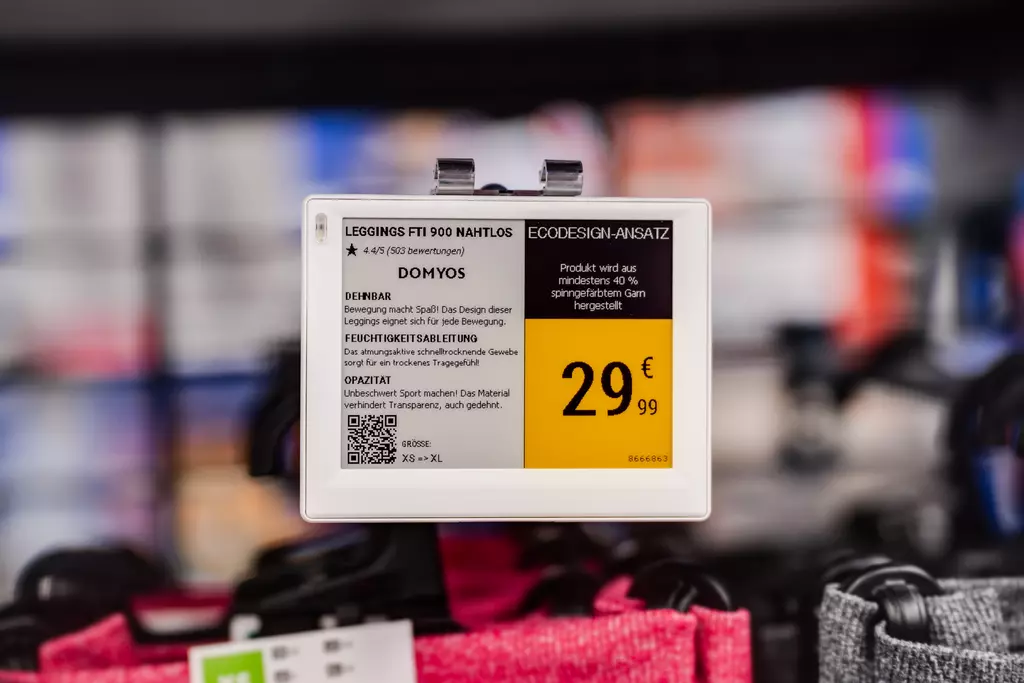 LEGGINGS FTI 900 NAHTLOS
★ 4.4/5 (503 bewertungen)
DOMYOS
DEHNBAR
Bewegung macht Spaß! Das Design dieser
Leggings eignet sich für jede Bewegung.
FEUCHTIGKEITSABLEITUNG
Das atmungsaktive schnelltrocknende Gewebe
sorgt für ein trockenes Tragegefühl!
OPAZITÄT
Unbeschwert Sport machen! Das Material
verhindert Transparenz, auch gedehnt.
GRÖSSE:
XS => XL
ECODESIGN-ANSATZ
Produkt wird aus
mindestens 40 %
spinngefärbtem Garn
hergestellt
29 €
99
8666863